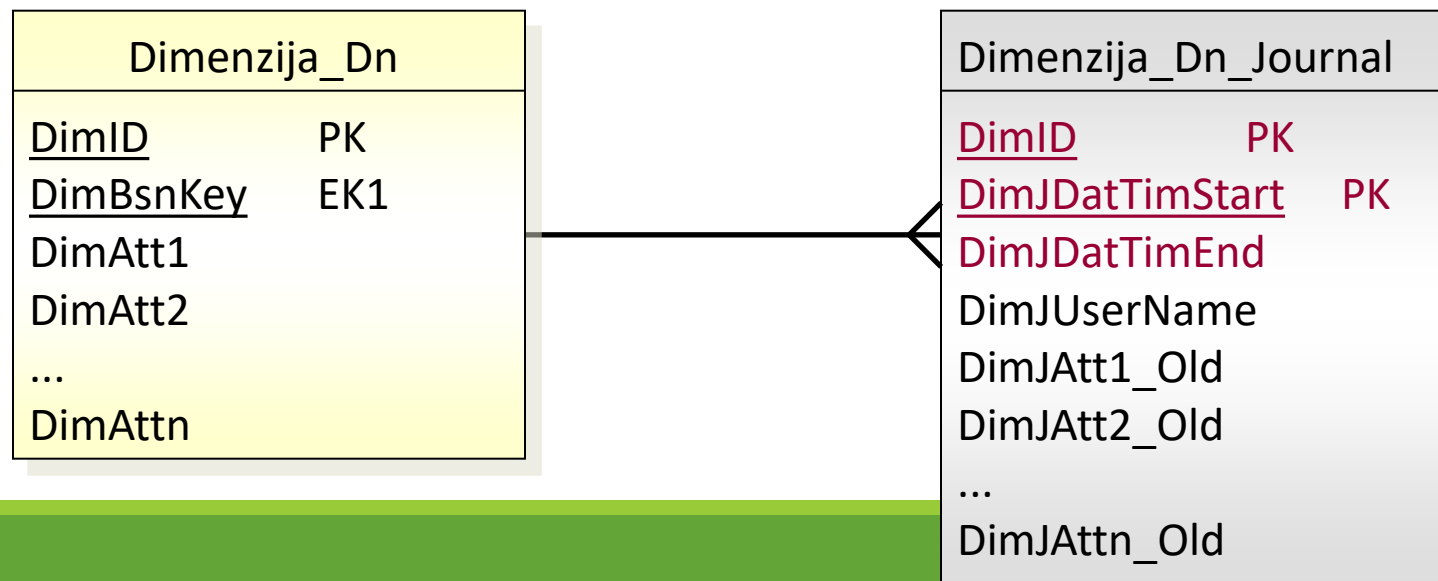 Dimenzija_Dn
DimID PK
DimBsnKey EK1
DimAtt1
DimAtt2
...
DimAttn
Dimenzija_Dn_Journal
DimID PK
DimJDatTimStart PK
DimJDatTimEnd
DimJUserName
DimJAtt1_Old
DimJAtt2_Old
...
DimJAttn_Old